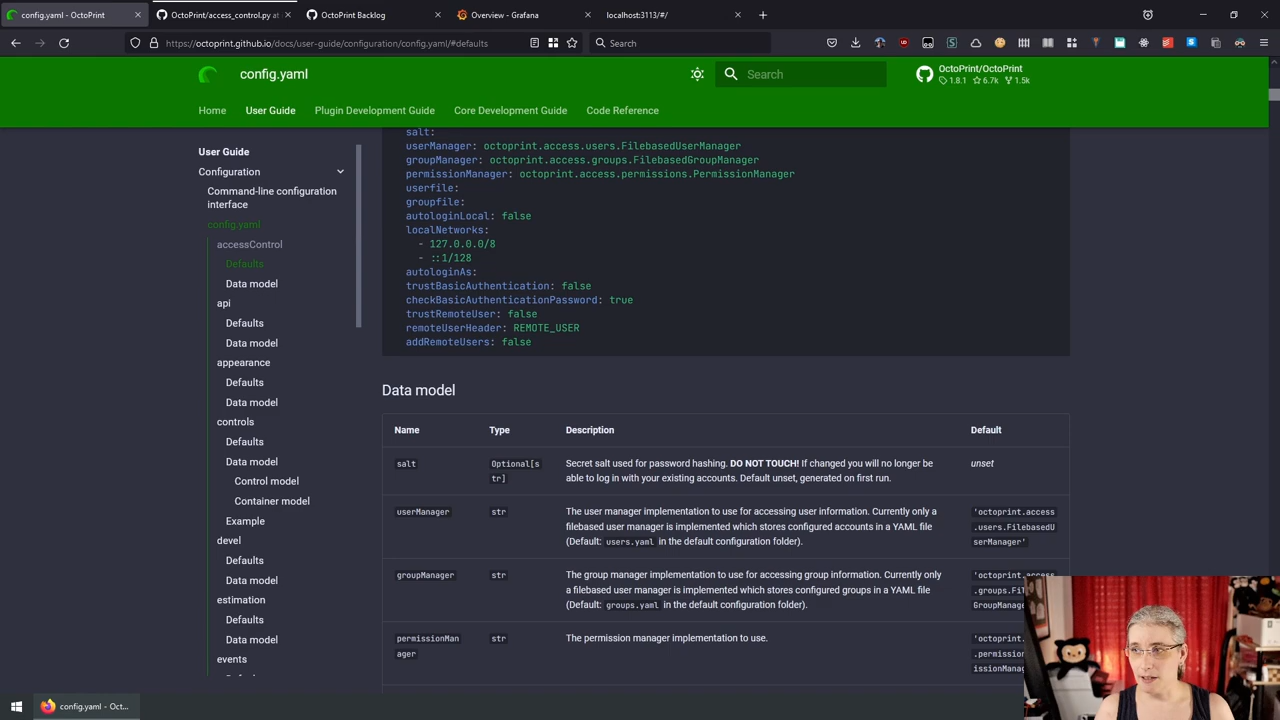 config.yaml - OctoPrint
OctoPrint/access_control.py at
OctoPrint Backlog
Overview - Grafana
localhost:3113/#/
https://octoprint.github.io/docs/user-guide/configuration/config.yaml/#defaults
Search
config.yaml
Search
OctoPrint/OctoPrint
1.8.1 6.7k 1.5k
Home
User Guide
Plugin Development Guide
Core Development Guide
Code Reference
User Guide
Configuration
Command-line configuration
interface
config.yaml
accessControl
Defaults
Data model
api
Defaults
Data model
appearance
Defaults
Data model
controls
Defaults
Data model
Control model
Container model
Example
devel
Defaults
Data model
estimation
Defaults
Data model
events
salt:
userManager: octoprint.access.users.FilebasedUserManager
groupManager: octoprint.access.groups.FilebasedGroupManager
permissionManager: octoprint.access.permissions.PermissionManager
userfile:
groupfile:
autologinLocal: false
localNetworks:
- 127.0.0.0/8
- ::1/128
autologinAs:
trustBasicAuthentication: false
checkBasicAuthenticationPassword: true
trustRemoteUser: false
remoteUserHeader: REMOTE_USER
addRemoteUsers: false
Data model
Name Type Description Default
salt Optional[s Secret salt used for password hashing. DO NOT TOUCH! If changed you will no longer be unset
tr] able to log in with your existing accounts. Default unset, generated on first run.
userManager str The user manager implementation to use for accessing user information. Currently only a 'octoprint.access
filebased user manager is implemented which stores configured accounts in a YAML file .users.FilebasedU
(Default: users.yaml in the default configuration folder). serManager'
groupManager str The group manager implementation to use for accessing group information. Currently only 'octoprint.access
a filebased user manager is implemented which stores configured groups in a YAML file .groups.Fil
(Default: groups.yaml in the default configuration folder). GroupManage
permissionMan str The permission manager implementation to use. 'octoprint.
ager .permission
issionMana
config.yaml - Oct...